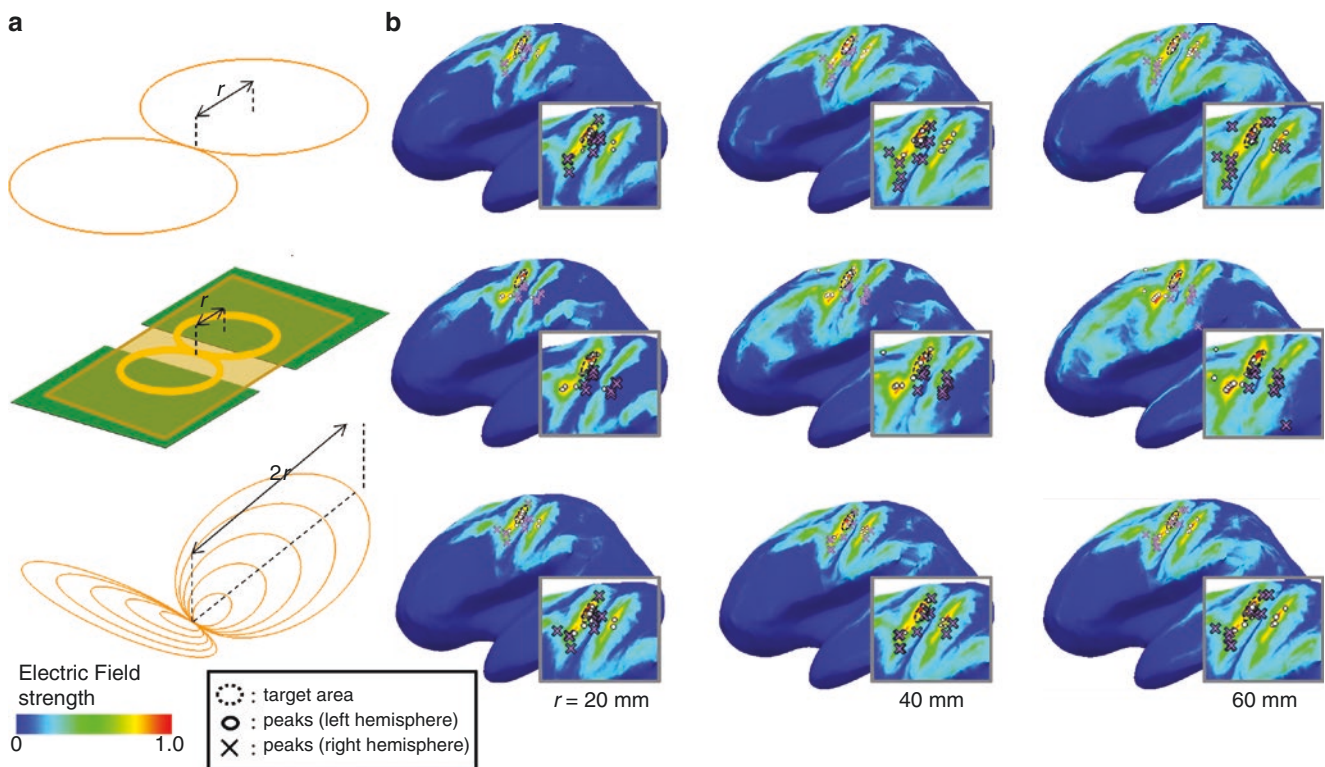 a
b
r
r
2r
Electric Field
strength
0
1.0
: target area
: peaks (left hemisphere)
: peaks (right hemisphere)
r = 20 mm
40 mm
60 mm